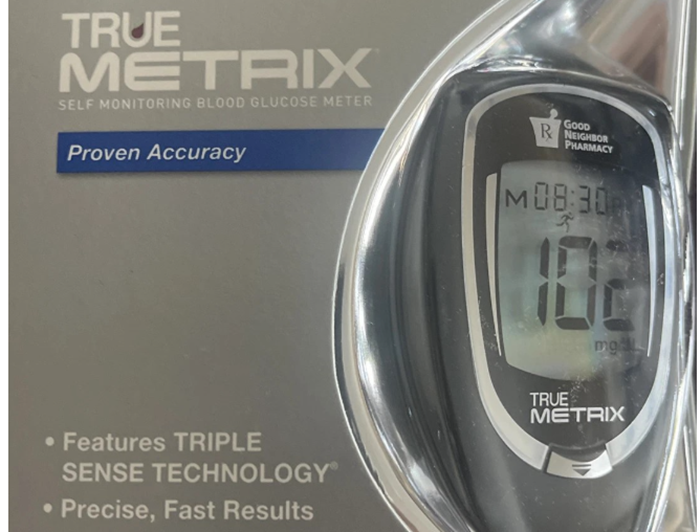 TRUE
METRIX
SELF MONITORING BLOOD GLUCOSE METER
Proven Accuracy
GOOD
NEIGHBOR
PHARMACY
M 08:30
102
mg/dL
TRUE
METRIX
• Features TRIPLE
SENSE TECHNOLOGY®
• Precise, Fast Results